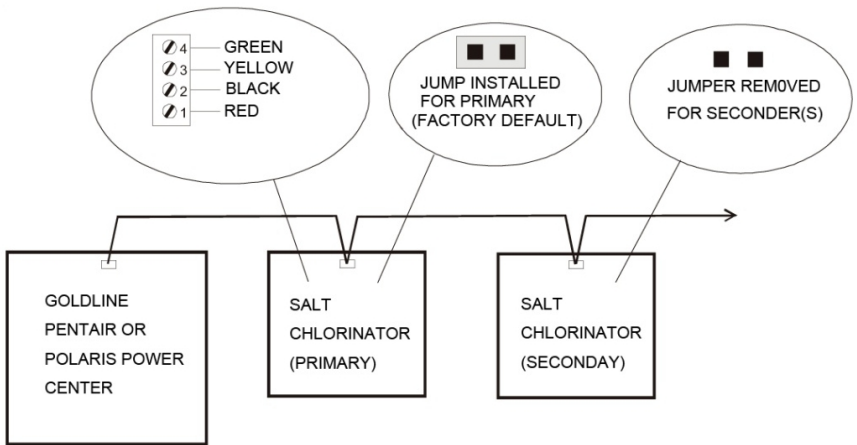 4 GREEN
3 YELLOW
2 BLACK
1 RED
JUMP INSTALLED
FOR PRIMARY
(FACTORY DEFAULT)
JUMPER REM0VED
FOR SECONDER(S)
GOLDLINE
PENTAIR OR
POLARIS POWER
CENTER
SALT
CHLORINATOR
(PRIMARY)
SALT
CHLORINATOR
(SECONDAY)